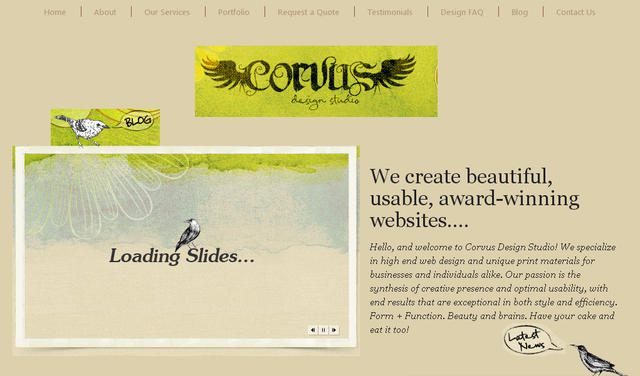 Home About Our Services Portfolio Request a Quote Testimonials Design FAQ Blog Contact Us
corvus
design studio
BLOG
Loading Slides...
We create beautiful,
usable, award-winning
websites....
Hello, and welcome to Corvus Design Studio! We specialize
in high end web design and unique print materials for
businesses and individuals alike. Our passion is the
synthesis of creative presence and optimal usability, with
end results that are exceptional in both style and efficiency.
Form + Function. Beauty and brains. Have your cake and
eat it too!
Latest
News